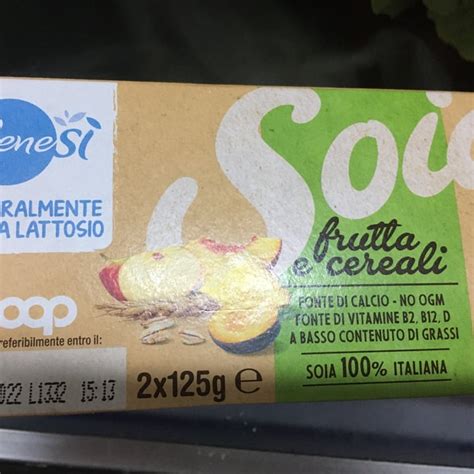 eneSì
RALMENTE
A LATTOSIO
Soia
frutta
e cereali
FONTE DI CALCIO - NO OGM
FONTE DI VITAMINE B2, B12, D
A BASSO CONTENUTO DI GRASSI
SOIA 100% ITALIANA
oop
referibilmente entro il:
022 L1332 15:13
2x125g e